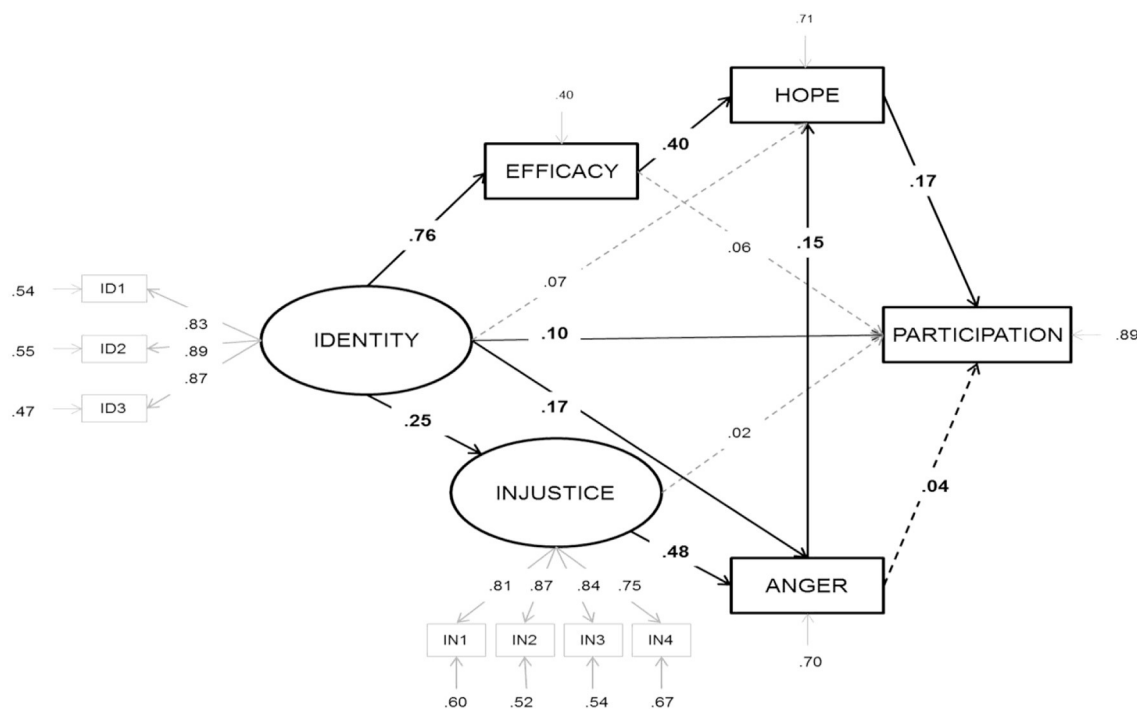 .71
HOPE
.40
.40
EFFICACY
.17
.76
.15
.06
.07
.54
ID1
.83
IDENTITY
.10
PARTICIPATION
.89
.55
ID2
.89
.87
.47
ID3
.25
.17
.02
INJUSTICE
.04
.48
ANGER
.81
.87
.84
.75
IN1
IN2
IN3
IN4
.70
.60
.52
.54
.67